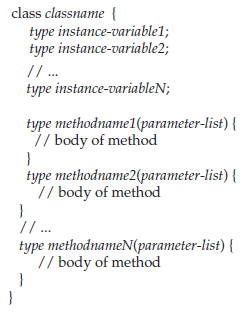 class classname {
type instance-variable1;
type instance-variable2;
// ...
type instance-variableN;
type methodname1(parameter-list) {
// body of method
}
type methodname2(parameter-list) {
// body of method
}
// ...
type methodnameN(parameter-list) {
// body of method
}
}